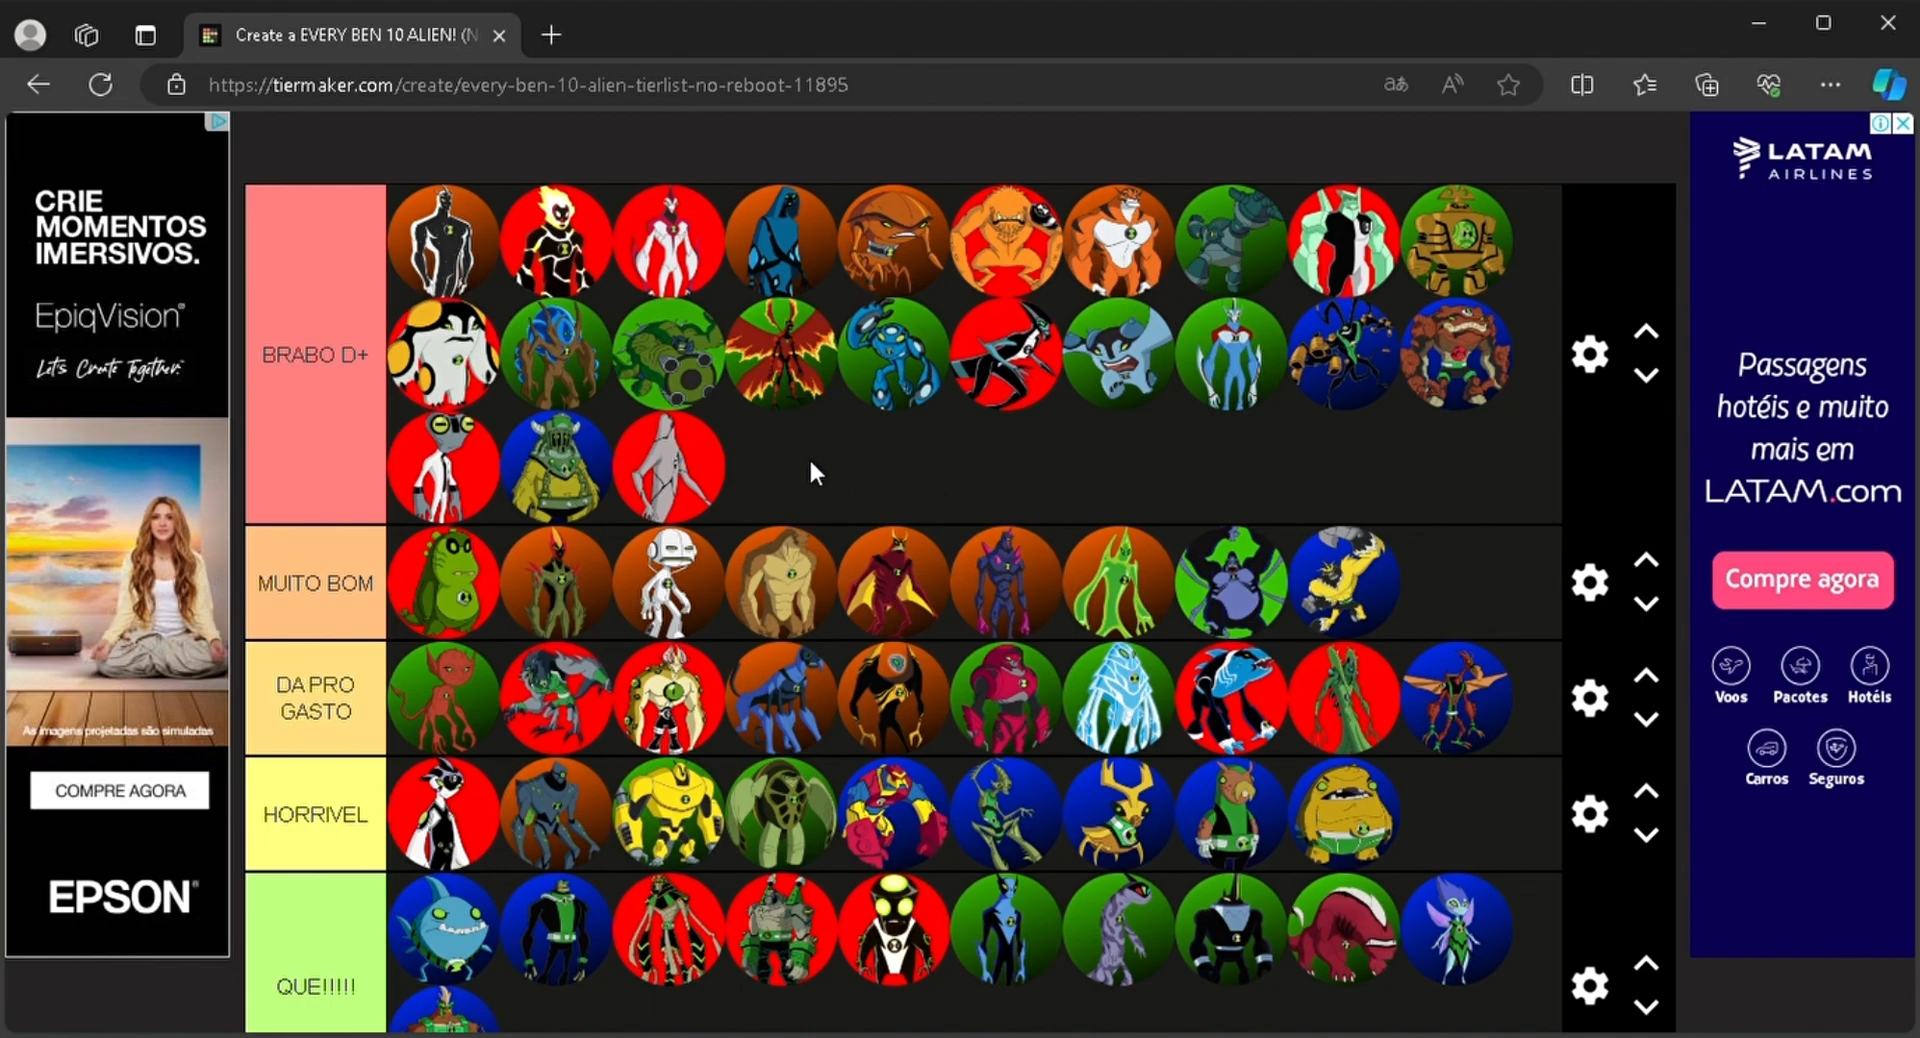 Create a EVERY BEN 10 ALIEN! (N
https://tiermaker.com/create/every-ben-10-alien-tierlist-no-reboot-11895
CRIE
MOMENTOS
IMERSIVOS.
EpiqVision®
Let's Create Together.™
As imagens projetadas são simuladas
COMPRE AGORA
EPSON®
BRABO D+
MUITO BOM
DA PRO
GASTO
HORRIVEL
QUE!!!!!
LATAM
AIRLINES
Passagens
hotéis e muito
mais em
LATAM.com
Compre agora
Voos Pacotes Hotéis
Carros Seguros